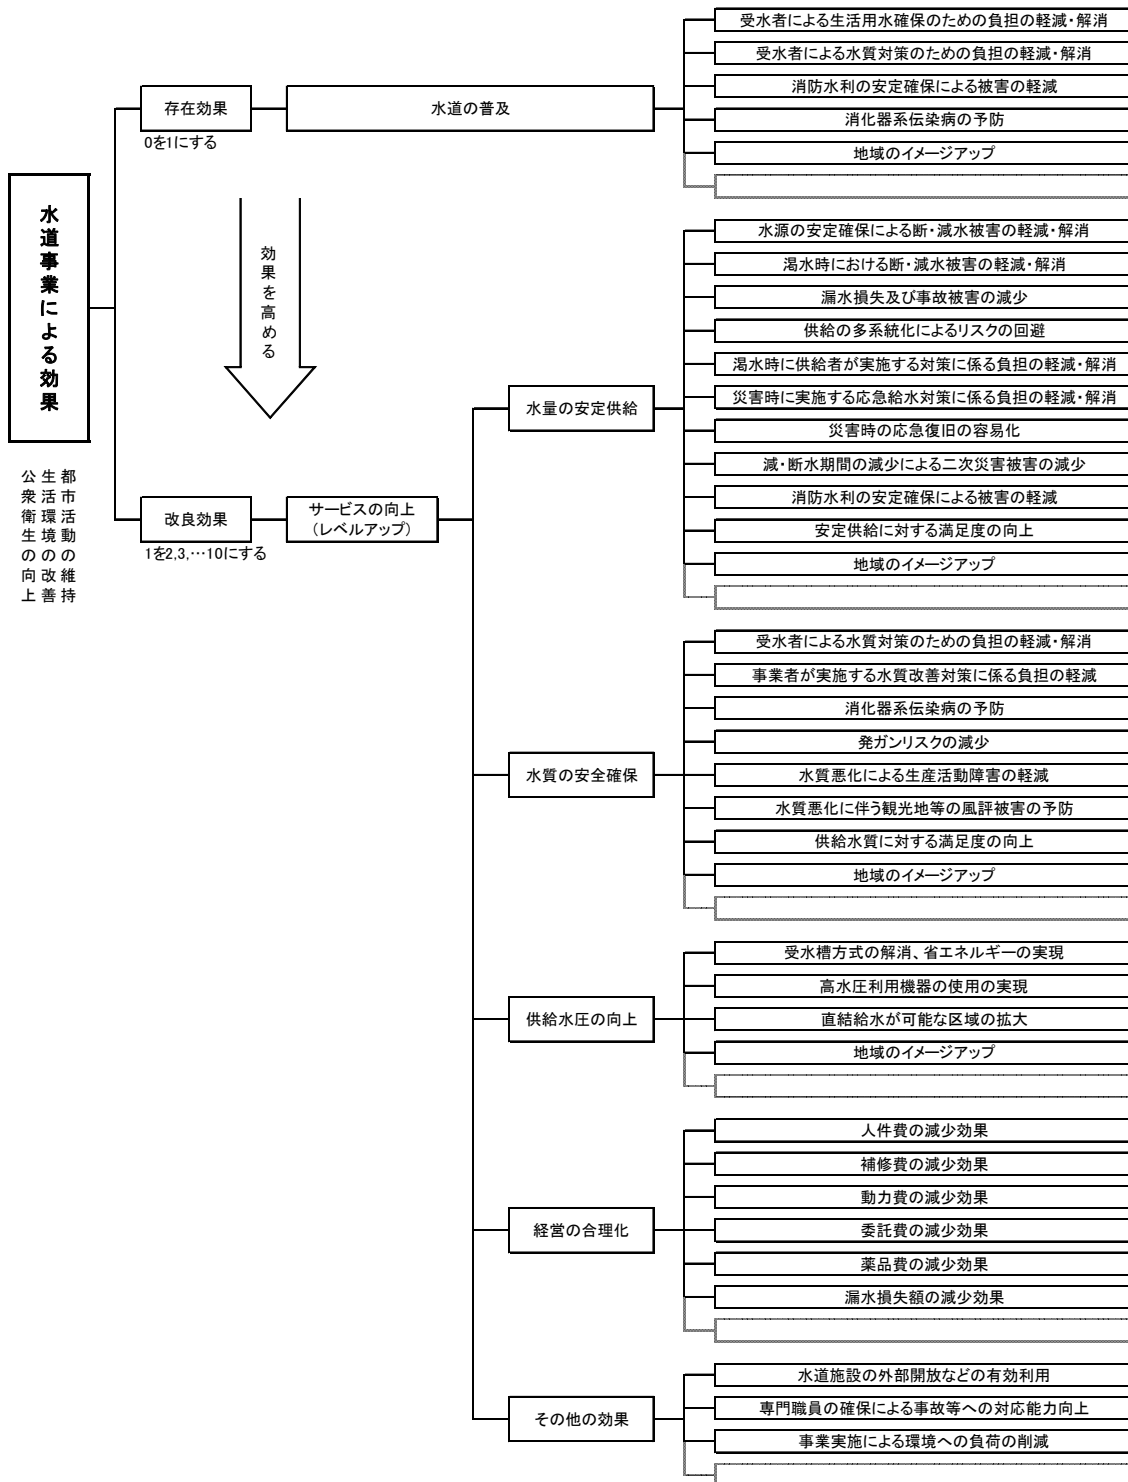 水道事業による効果
都市活動の維持
生活環境の改善
公衆衛生の向上
存在効果
0を1にする
水道の普及
受水者による生活用水確保のための負担の軽減・解消
受水者による水質対策のための負担の軽減・解消
消防水利の安定確保による被害の軽減
消化器系伝染病の予防
地域のイメージアップ
効果を高める
改良効果
1を2,3,…10にする
サービスの向上
(レベルアップ)
水量の安定供給
水源の安定確保による断・減水被害の軽減・解消
渇水時における断・減水被害の軽減・解消
漏水損失及び事故被害の減少
供給の多系統化によるリスクの回避
渇水時に供給者が実施する対策に係る負担の軽減・解消
災害時に実施する応急給水対策に係る負担の軽減・解消
災害時の応急復旧の容易化
減・断水期間の減少による二次災害被害の減少
消防水利の安定確保による被害の軽減
安定供給に対する満足度の向上
地域のイメージアップ
水質の安全確保
受水者による水質対策のための負担の軽減・解消
事業者が実施する水質改善対策に係る負担の軽減
消化器系伝染病の予防
発ガンリスクの減少
水質悪化による生産活動障害の軽減
水質悪化に伴う観光地等の風評被害の予防
供給水質に対する満足度の向上
地域のイメージアップ
供給水圧の向上
受水槽方式の解消、省エネルギーの実現
高水圧利用機器の使用の実現
直結給水が可能な区域の拡大
地域のイメージアップ
経営の合理化
人件費の減少効果
補修費の減少効果
動力費の減少効果
委託費の減少効果
薬品費の減少効果
漏水損失額の減少効果
その他の効果
水道施設の外部開放などの有効利用
専門職員の確保による事故等への対応能力向上
事業実施による環境への負荷の削減